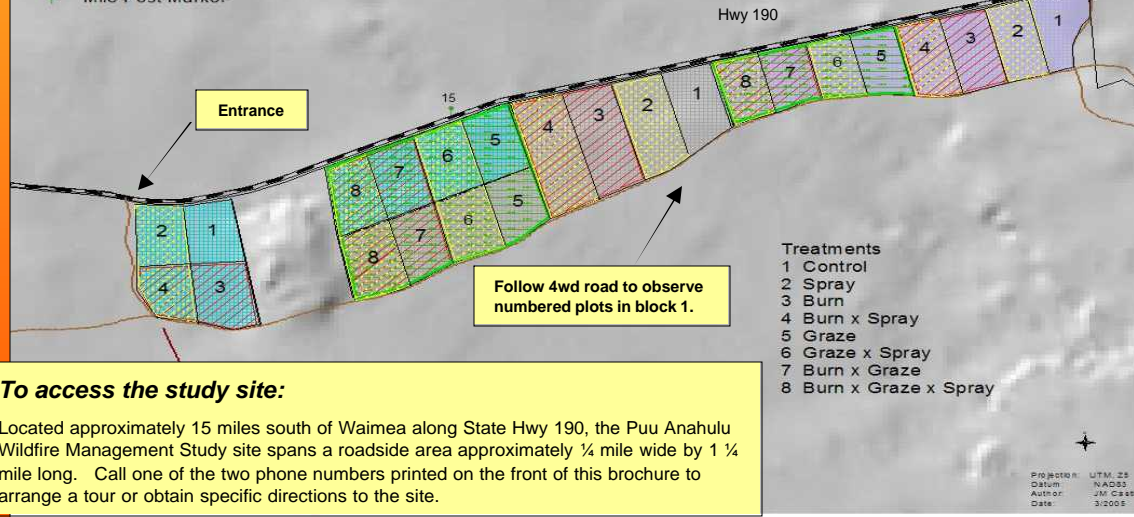 Mile Post Marker
Hwy 190
Entrance
15
4 3 2 1
8 7 6 5
4 3 2 1
8 7 6 5
8 7 6 5
2 1
4 3
Follow 4wd road to observe
numbered plots in block 1.
Treatments
1 Control
2 Spray
3 Burn
4 Burn x Spray
5 Graze
6 Graze x Spray
7 Burn x Graze
8 Burn x Graze x Spray
To access the study site:
Located approximately 15 miles south of Waimea along State Hwy 190, the Puu Anahulu
Wildfire Management Study site spans a roadside area approximately ¼ mile wide by 1 ¼
mile long. Call one of the two phone numbers printed on the front of this brochure to
arrange a tour or obtain specific directions to the site.
Projection: UTM, Z5
Datum: NAD83
Author: JM Cast
Date: 3/2005